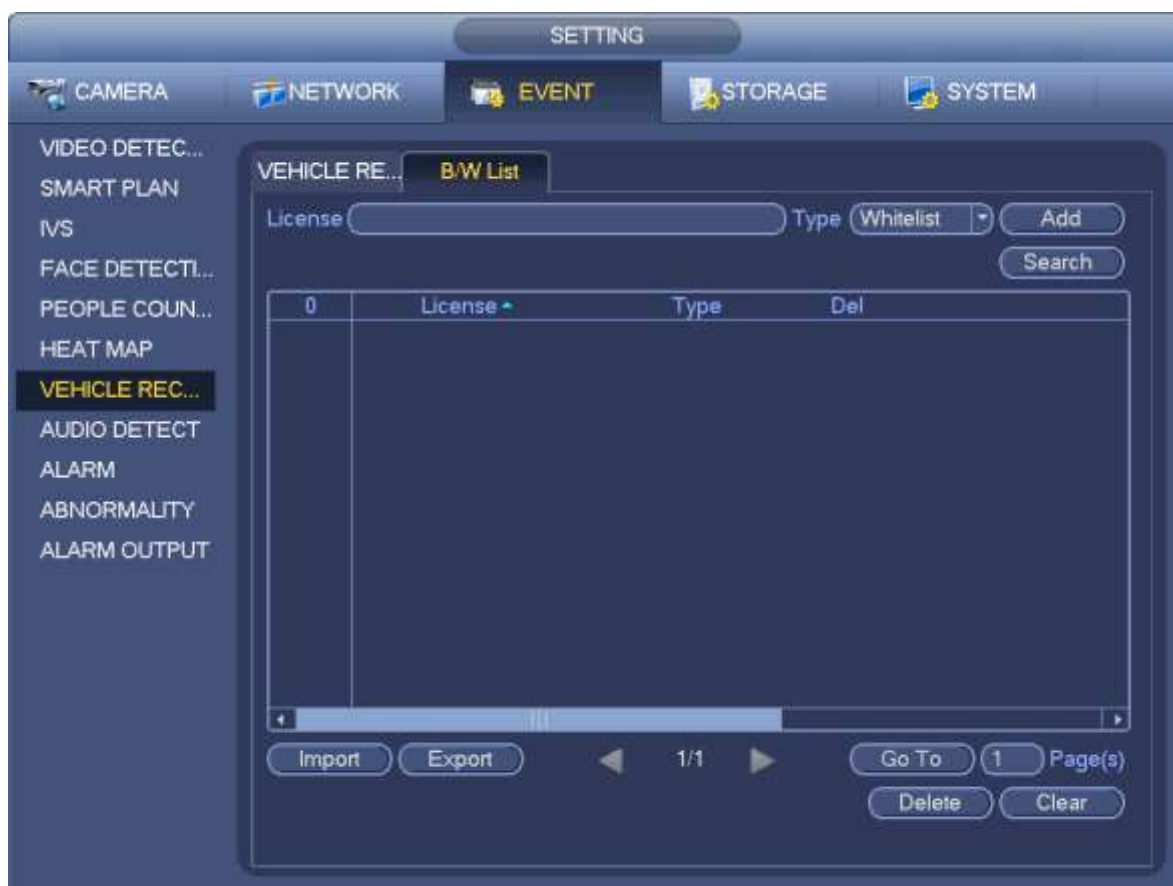 SETTING
CAMERA NETWORK EVENT STORAGE SYSTEM
VIDEO DETEC...
SMART PLAN
IVS
FACE DETECTI...
PEOPLE COUN...
HEAT MAP
VEHICLE REC...
AUDIO DETECT
ALARM
ABNORMALITY
ALARM OUTPUT
VEHICLE RE... B/W List
License Type Whitelist Add
Search
0 License Type Del
Import Export 1/1 Go To 1 Page(s)
Delete Clear